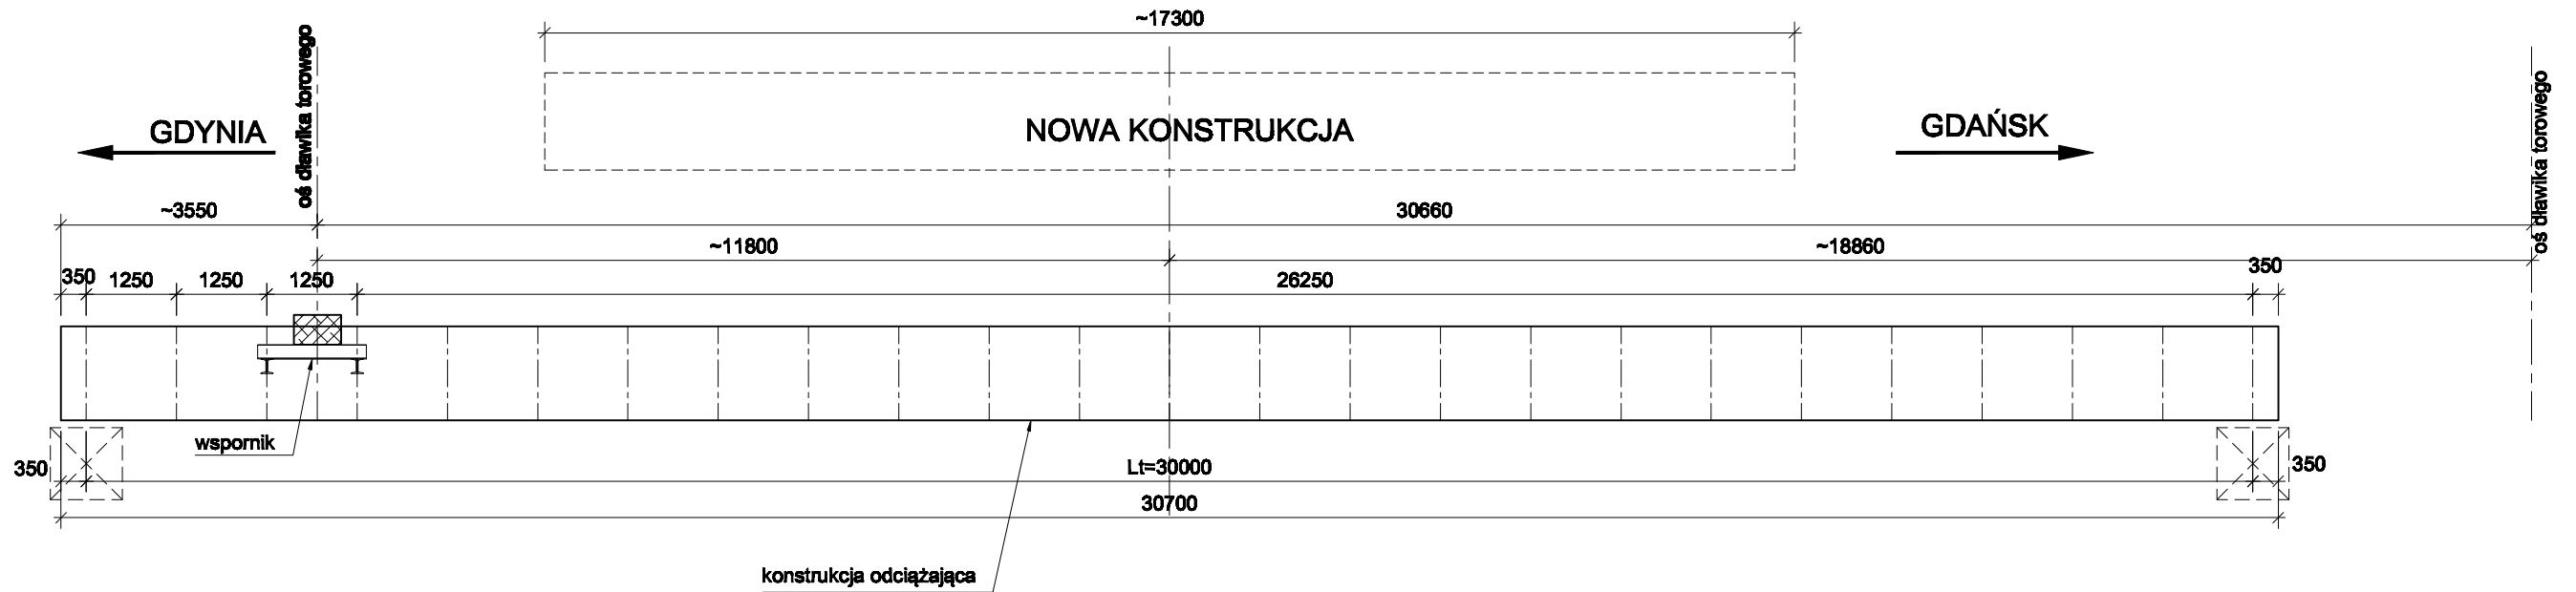 ~17300
oś dławika torowego
GDYNIA
NOWA KONSTRUKCJA
GDAŃSK
oś dławika torowego
~3550
30660
~11800
~18860
350
1250
1250
1250
26250
350
wspornik
350
Lt=30000
350
30700
konstrukcja odciążająca